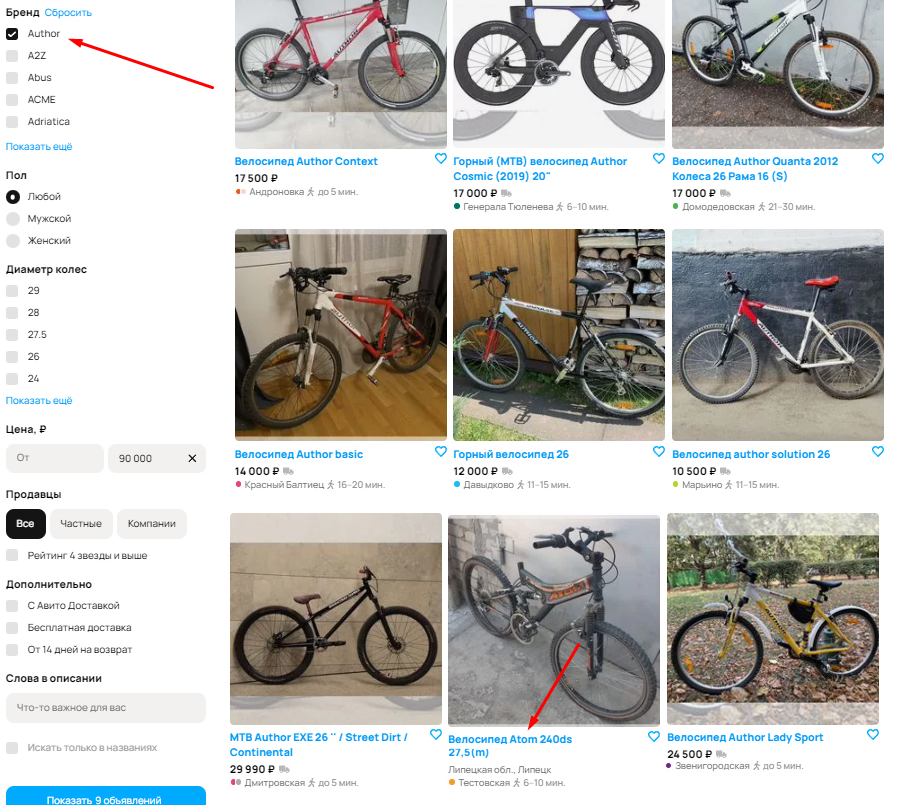 Бренд Сбросить
Author
A2Z
Abus
ACME
Adriatica
Показать ещё
Пол
Любой
Мужской
Женский
Диаметр колес
29
28
27.5
26
24
Показать ещё
Цена, ₽
От
90 000
Продавцы
Все
Частные
Компании
Рейтинг 4 звезды и выше
Дополнительно
С Авито Доставкой
Бесплатная доставка
От 14 дней на возврат
Слова в описании
Что-то важное для вас
Искать только в названиях
Показать 9 объявлений
Велосипед Author Context
17 500 ₽
Андроновка до 5 мин.
Горный (MTB) велосипед Author
Cosmic (2019) 20"
17 000 ₽
Генерала Тюленева 6–10 мин.
Велосипед Author Quanta 2012
Колеса 26 Рама 16 (S)
17 000 ₽
Домодедовская 21–30 мин.
Велосипед Author basic
14 000 ₽
Красный Балтиец 16–20 мин.
Горный велосипед 26
12 000 ₽
Давыдково 11–15 мин.
Велосипед author solution 26
10 500 ₽
Марьино 11–15 мин.
ATOM
MTB Author EXE 26 '' / Street Dirt /
Continental
29 990 ₽
Дмитровская до 5 мин.
Велосипед Atom 240ds
27,5(m)
Липецкая обл., Липецк
Тестовская 6–10 мин.
Велосипед Author Lady Sport
24 500 ₽
Звенигородская до 5 мин.